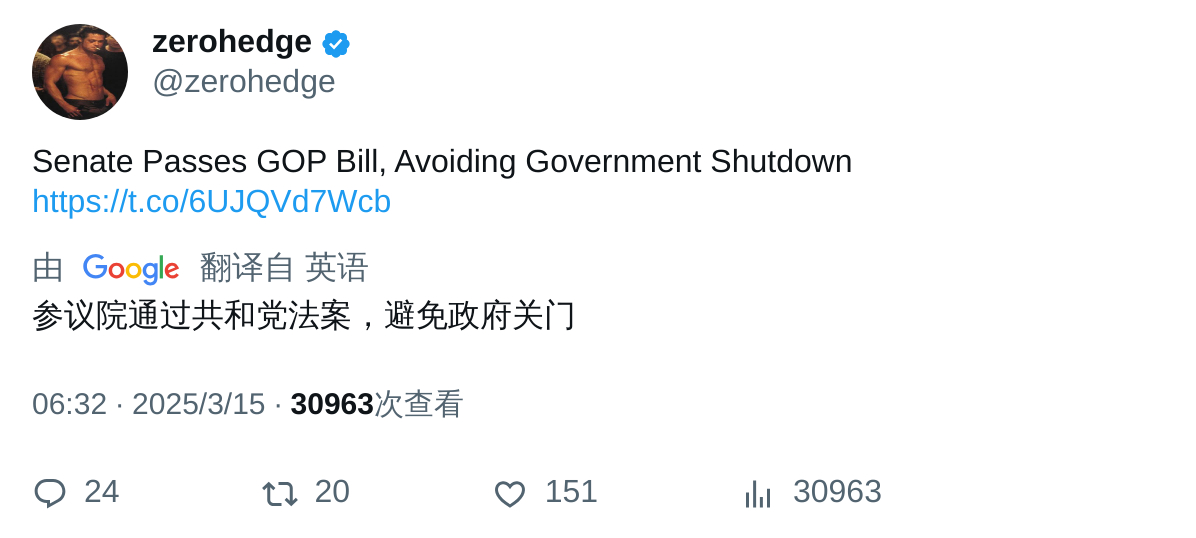 zerohedge
@zerohedge
Senate Passes GOP Bill, Avoiding Government Shutdown
https://t.co/6UJQVd7Wcb
由 Google 翻译自 英语
参议院通过共和党法案，避免政府关门
06:32 · 2025/3/15 · 30963次查看
24 20 151 30963